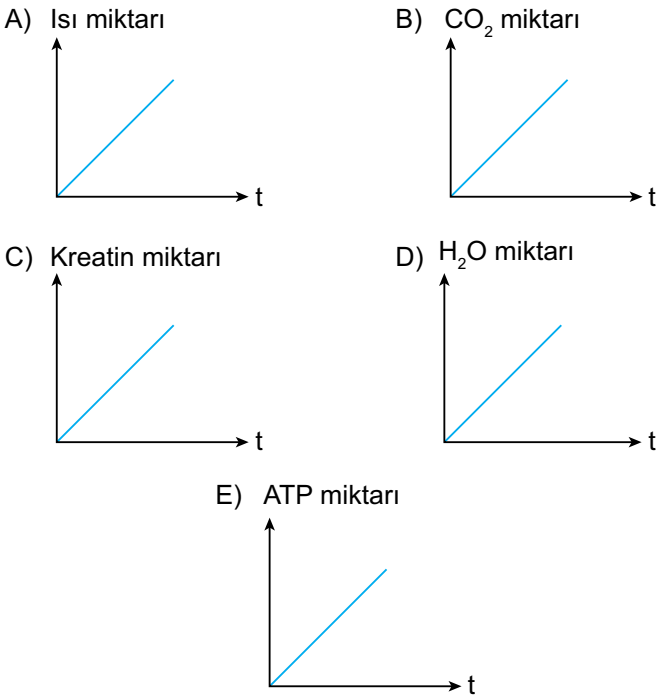 A) Isı miktarı
t
B) CO₂ miktarı
t
C) Kreatin miktarı
t
D) H₂O miktarı
t
E) ATP miktarı
t